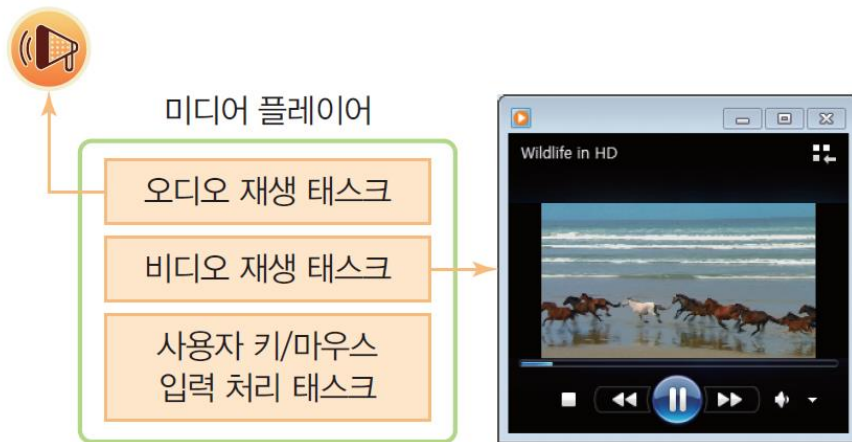 미디어 플레이어
오디오 재생 태스크
비디오 재생 태스크
사용자 키/마우스
입력 처리 태스크
Wildlife in HD